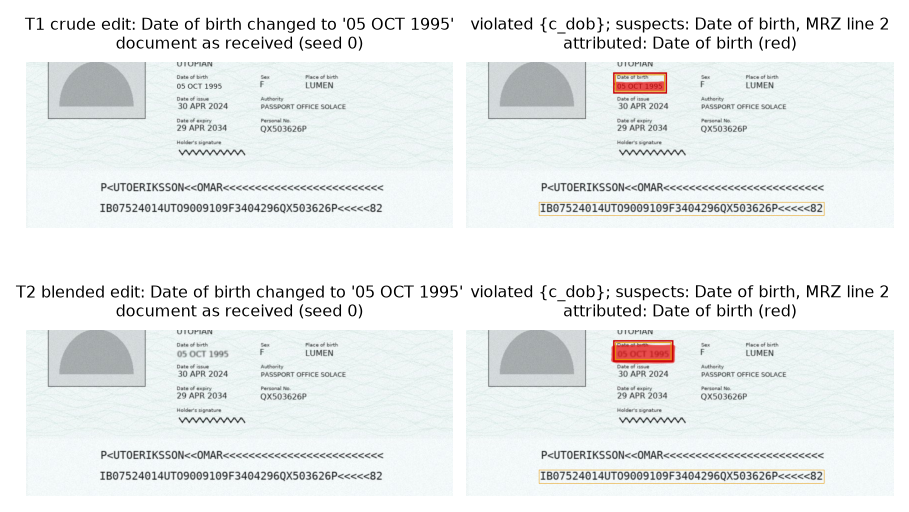 T1 crude edit: Date of birth changed to '05 OCT 1995'
document as received (seed 0)
UTOPIAN
Date of birth
05 OCT 1995
Sex
F
Place of birth
LUMEN
Date of issue
30 APR 2024
Authority
PASSPORT OFFICE SOLACE
Date of expiry
29 APR 2034
Personal No.
QX503626P
Holder's signature
P<UTOERIKSSON<<OMAR<<<<<<<<<<<<<<<<<<<<<<<<<
IB07524014UTO9009109F3404296QX503626P<<<<<82
violated {c_dob}; suspects: Date of birth, MRZ line 2
attributed: Date of birth (red)
UTOPIAN
Date of birth
05 OCT 1995
Sex
F
Place of birth
LUMEN
Date of issue
30 APR 2024
Authority
PASSPORT OFFICE SOLACE
Date of expiry
29 APR 2034
Personal No.
QX503626P
Holder's signature
P<UTOERIKSSON<<OMAR<<<<<<<<<<<<<<<<<<<<<<<<<
IB07524014UTO9009109F3404296QX503626P<<<<<82
T2 blended edit: Date of birth changed to '05 OCT 1995'
document as received (seed 0)
UTOPIAN
Date of birth
05 OCT 1995
Sex
F
Place of birth
LUMEN
Date of issue
30 APR 2024
Authority
PASSPORT OFFICE SOLACE
Date of expiry
29 APR 2034
Personal No.
QX503626P
Holder's signature
P<UTOERIKSSON<<OMAR<<<<<<<<<<<<<<<<<<<<<<<<<
IB07524014UTO9009109F3404296QX503626P<<<<<82
violated {c_dob}; suspects: Date of birth, MRZ line 2
attributed: Date of birth (red)
UTOPIAN
Date of birth
05 OCT 1995
Sex
F
Place of birth
LUMEN
Date of issue
30 APR 2024
Authority
PASSPORT OFFICE SOLACE
Date of expiry
29 APR 2034
Personal No.
QX503626P
Holder's signature
P<UTOERIKSSON<<OMAR<<<<<<<<<<<<<<<<<<<<<<<<<
IB07524014UTO9009109F3404296QX503626P<<<<<82